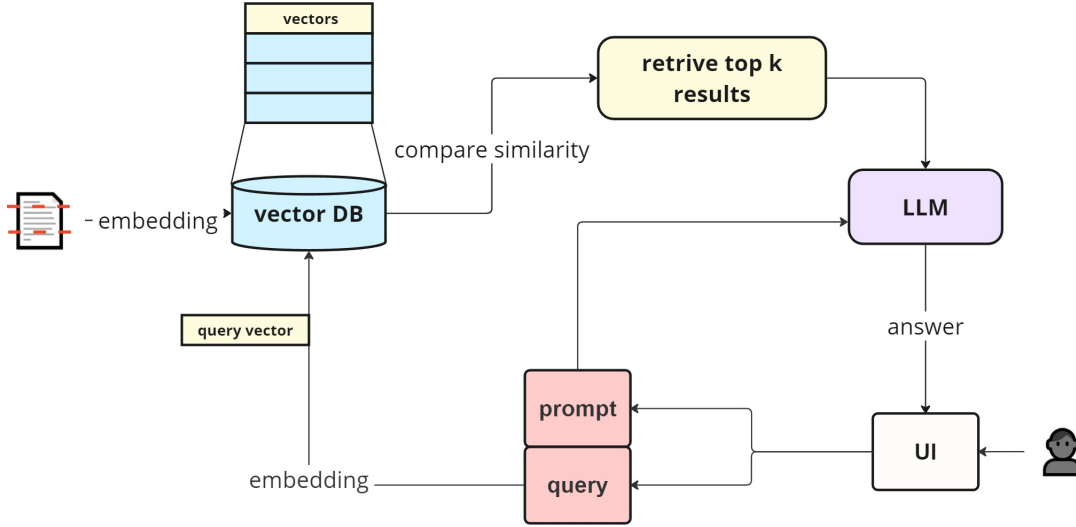 vectors
retrive top k
results
compare similarity
embedding
vector DB
LLM
query vector
answer
prompt
UI
query
embedding